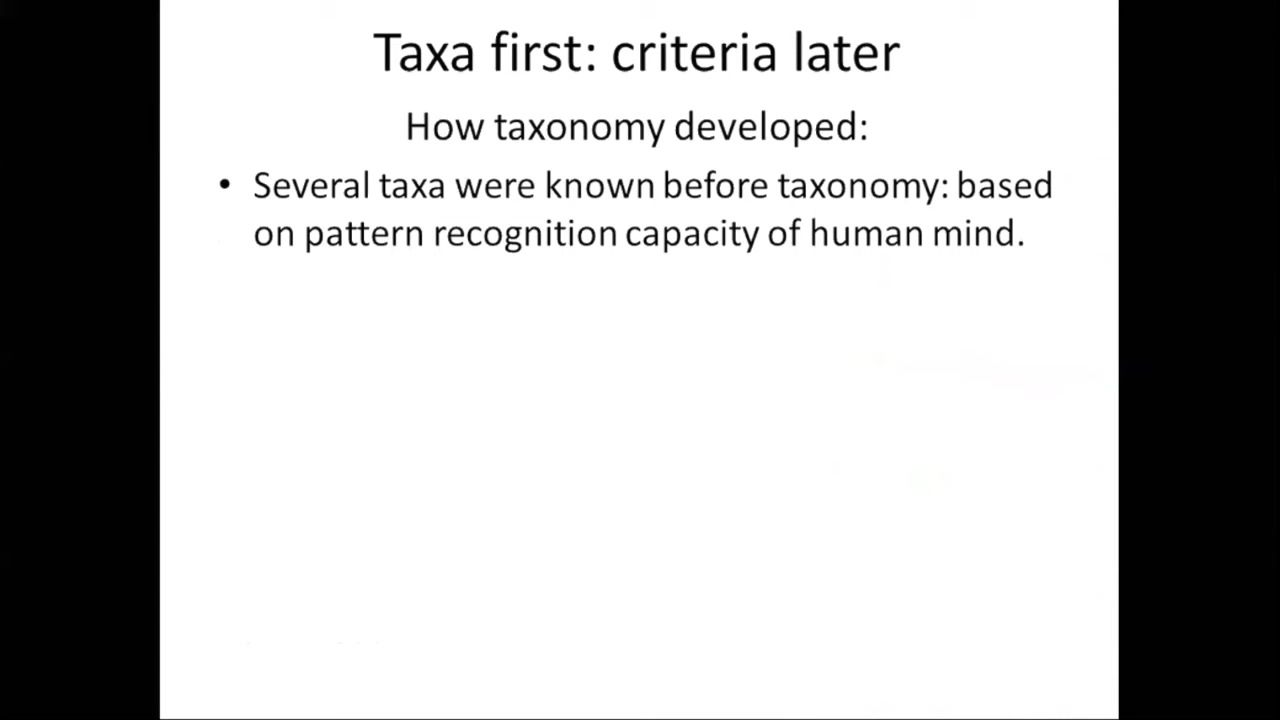 Taxa first: criteria later
How taxonomy developed:
• Several taxa were known before taxonomy: based
on pattern recognition capacity of human mind.